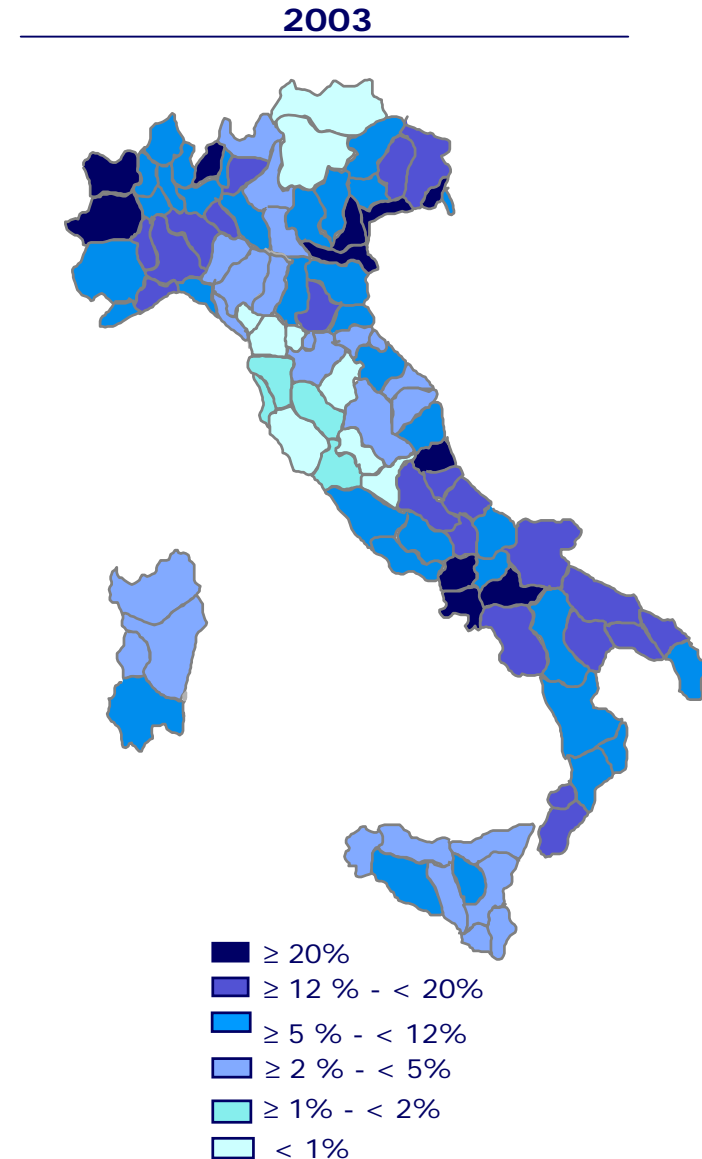 2003
≥ 20%
≥ 12 % - < 20%
≥ 5 % - < 12%
≥ 2 % - < 5%
≥ 1% - < 2%
< 1%